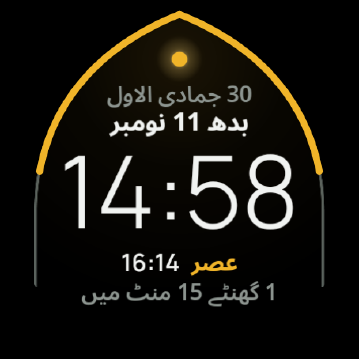 30 جمادی الاول
بدھ 11 نومبر
14:58
عصر 16:14
1 گھنٹے 15 منٹ میں